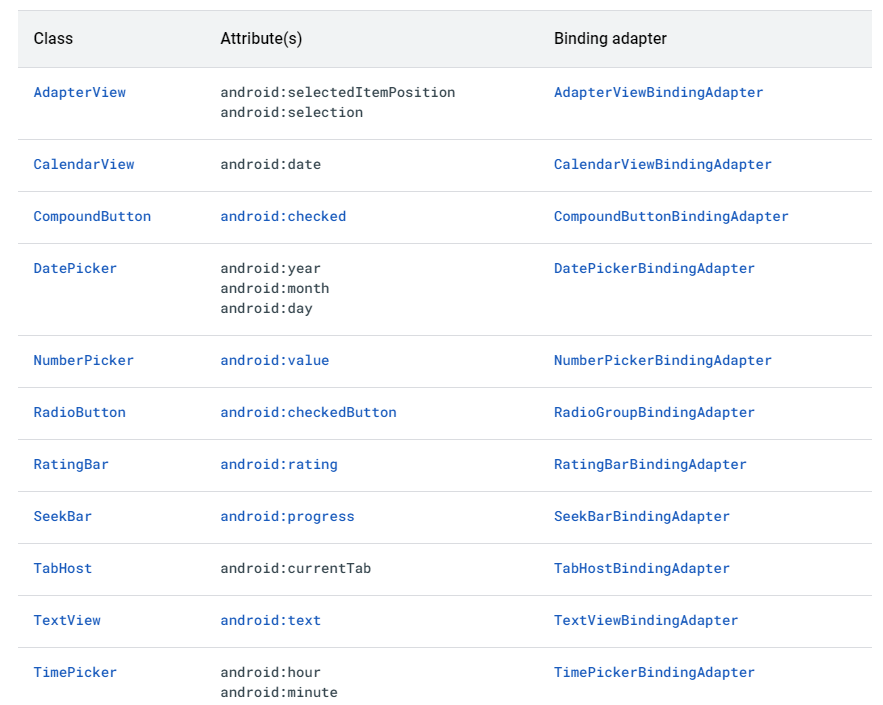 Class Attribute(s) Binding adapter
AdapterView android:selectedItemPosition AdapterViewBindingAdapter
android:selection
CalendarView android:date CalendarViewBindingAdapter
CompoundButton android:checked CompoundButtonBindingAdapter
DatePicker android:year DatePickerBindingAdapter
android:month
android:day
NumberPicker android:value NumberPickerBindingAdapter
RadioButton android:checkedButton RadioGroupBindingAdapter
RatingBar android:rating RatingBarBindingAdapter
SeekBar android:progress SeekBarBindingAdapter
TabHost android:currentTab TabHostBindingAdapter
TextView android:text TextViewBindingAdapter
TimePicker android:hour TimePickerBindingAdapter
android:minute